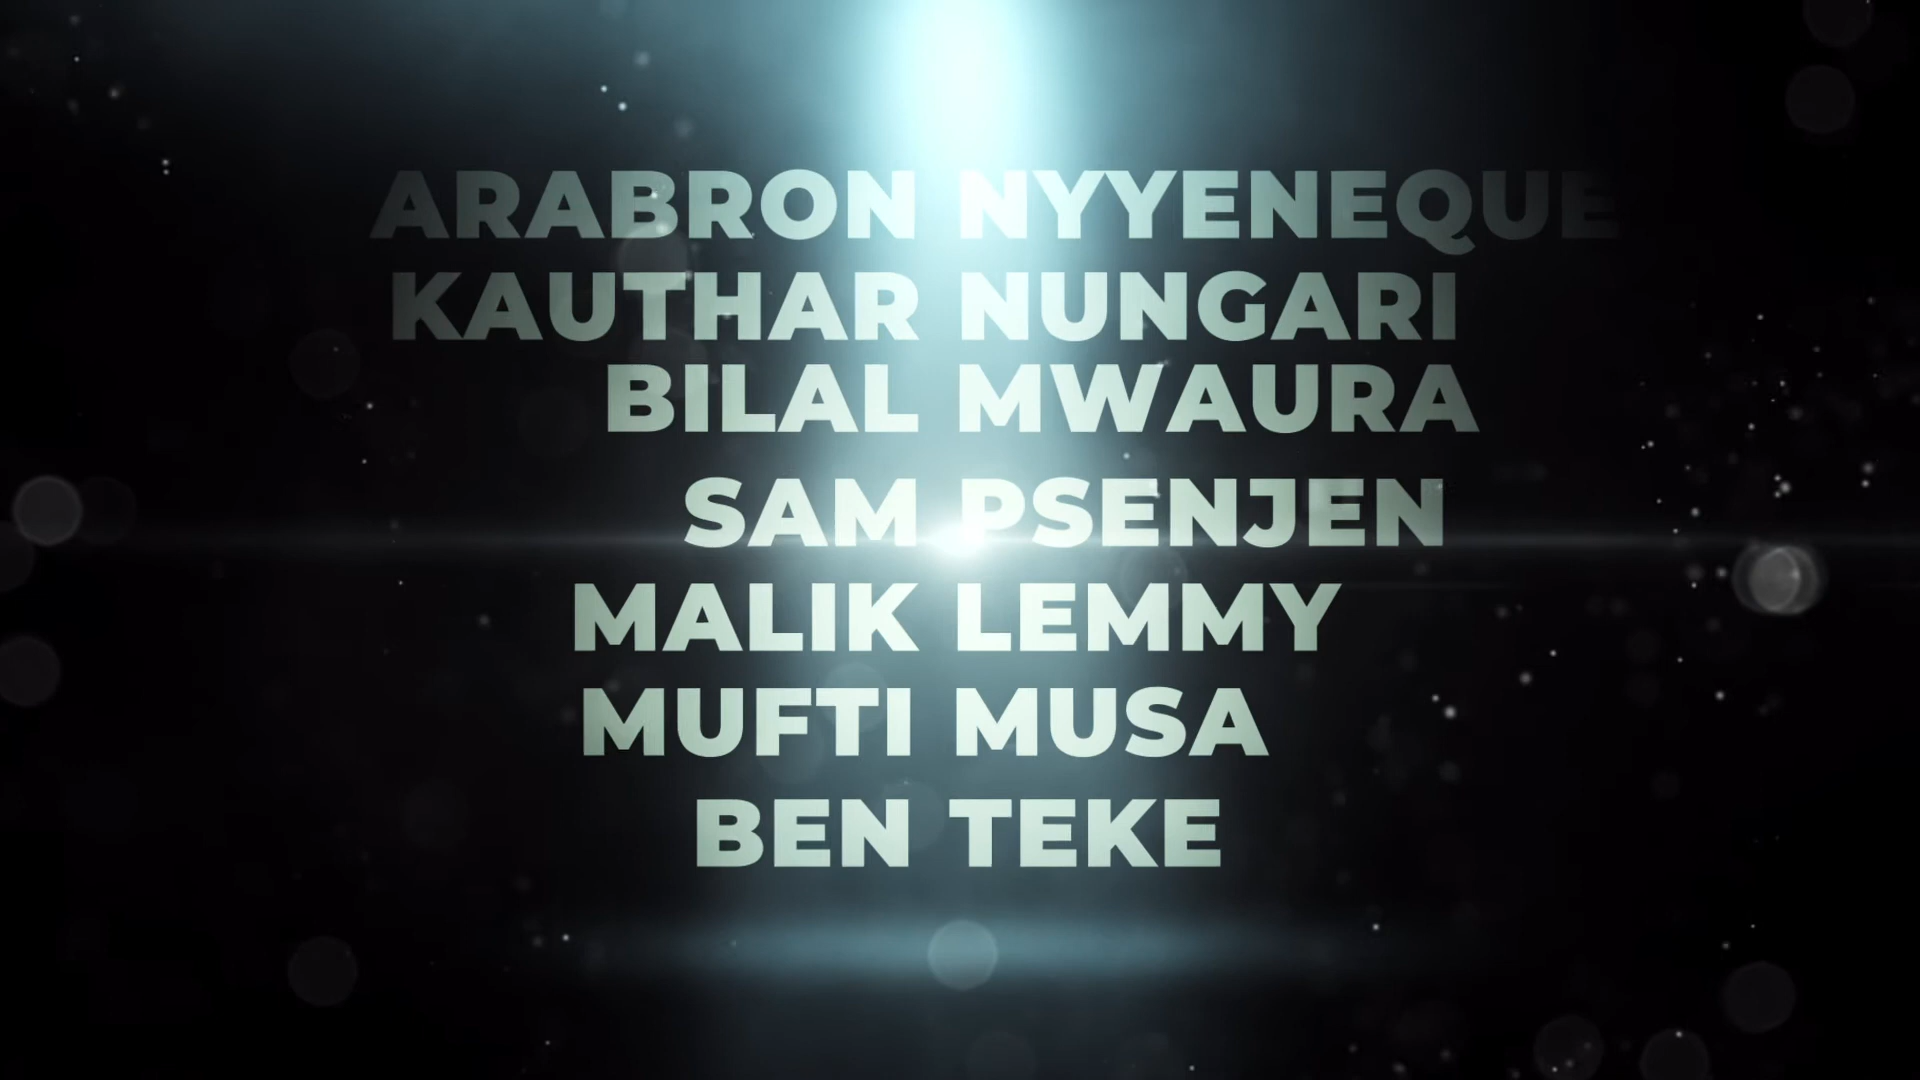 ARABRON NYYENEQUE
KAUTHAR NUNGARI
BILAL MWAURA
SAM PSENJEN
MALIK LEMMY
MUFTI MUSA
BEN TEKE